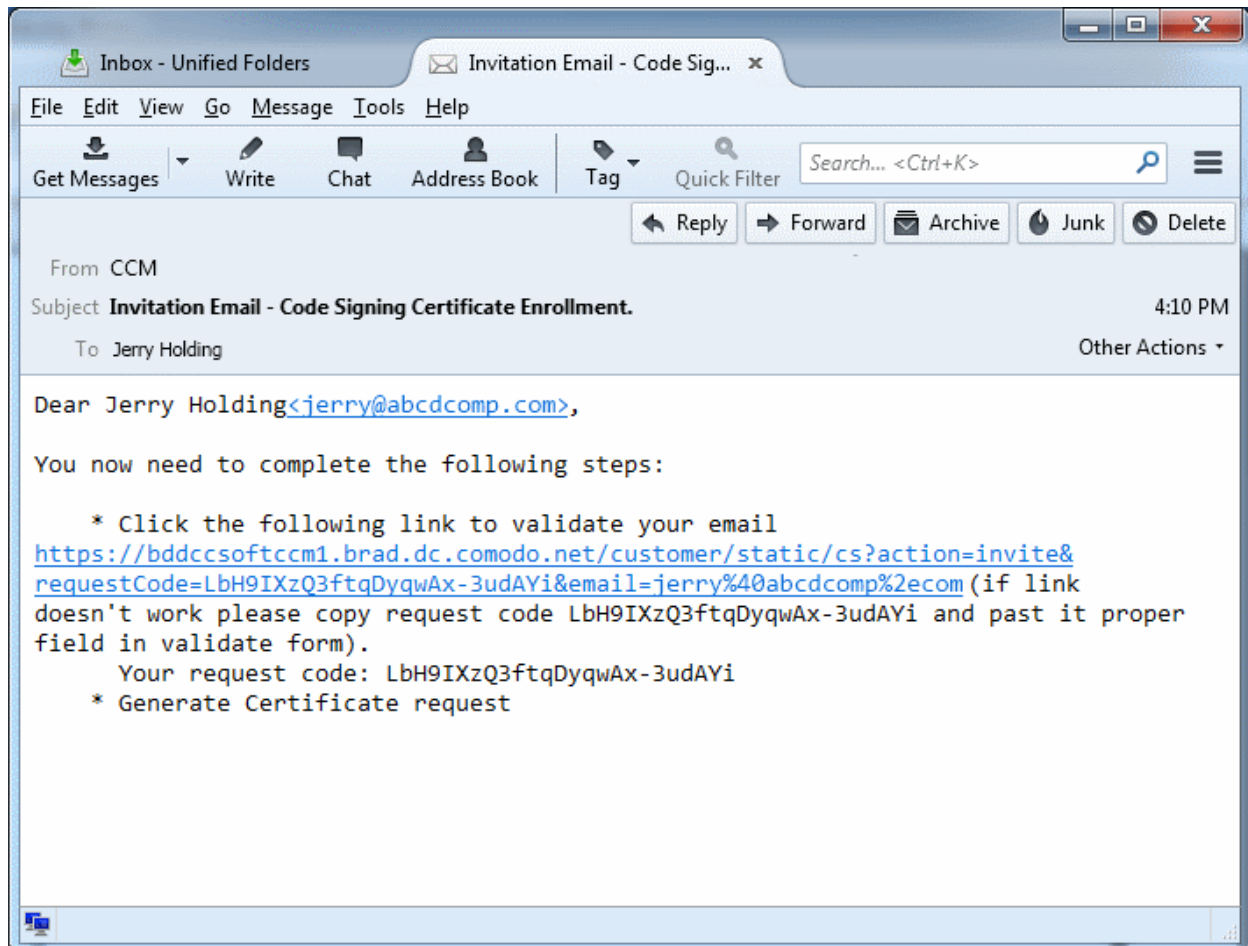 Inbox - Unified Folders
Invitation Email - Code Sig...
File Edit View Go Message Tools Help
Get Messages Write Chat Address Book Tag Quick Filter Search... <Ctrl+K>
Reply Forward Archive Junk Delete
From CCM
Subject Invitation Email - Code Signing Certificate Enrollment. 4:10 PM
To Jerry Holding Other Actions
Dear Jerry Holding<jerry@abcdcomp.com>,
You now need to complete the following steps:
* Click the following link to validate your email
https://bddccsoftccm1.brad.dc.comodo.net/customer/static/cs?action=invite&
requestCode=LbH9IXzQ3ftqDyqwAx-3udAYi&email=jerry%40abcdcomp%2ecom (if link
doesn't work please copy request code LbH9IXzQ3ftqDyqwAx-3udAYi and past it proper
field in validate form).
Your request code: LbH9IXzQ3ftqDyqwAx-3udAYi
* Generate Certificate request